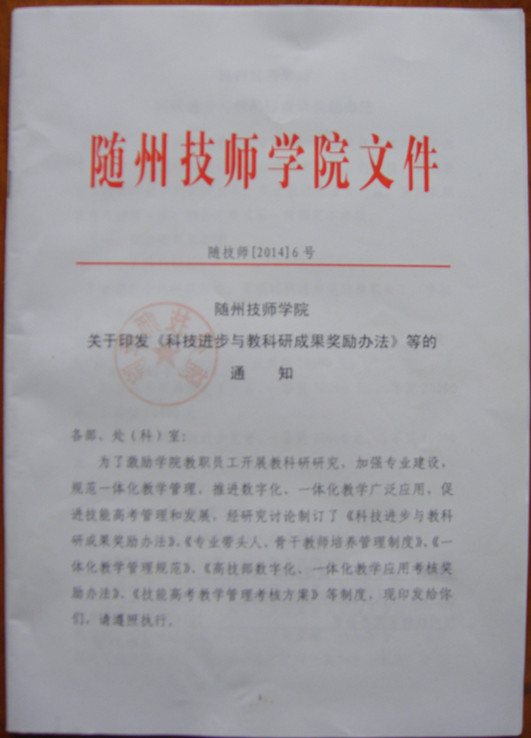 随州技师学院文件
随技师[2014]6号
随州技师学院
关于印发《科技进步与教科研成果奖励办法》等的
通 知
各部、处（科）室：
为了激励学院教职员工开展教科研研究，加强专业建设，
规范一体化教学管理，推进数字化、一体化教学广泛应用，促
进技能高考管理和发展，经研究讨论制订了《科技进步与教科
研成果奖励办法》、《专业带头人、骨干教师培养管理制度》、《一
体化教学管理规范》、《高技部数字化、一体化教学应用考核奖
励办法》、《技能高考教学管理考核方案》等制度，现印发给你
们，请遵照执行。